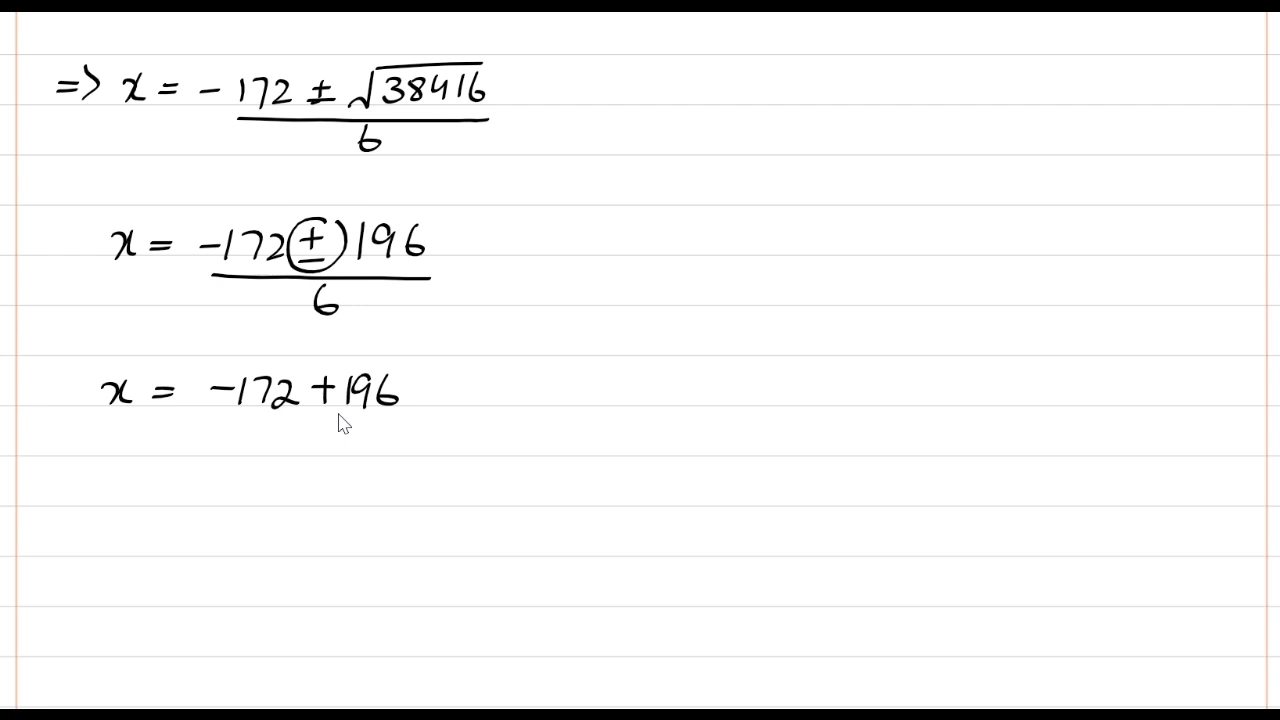 => x = - 172 ± √38416
6
x = -172 ± 196
6
x = -172 + 196